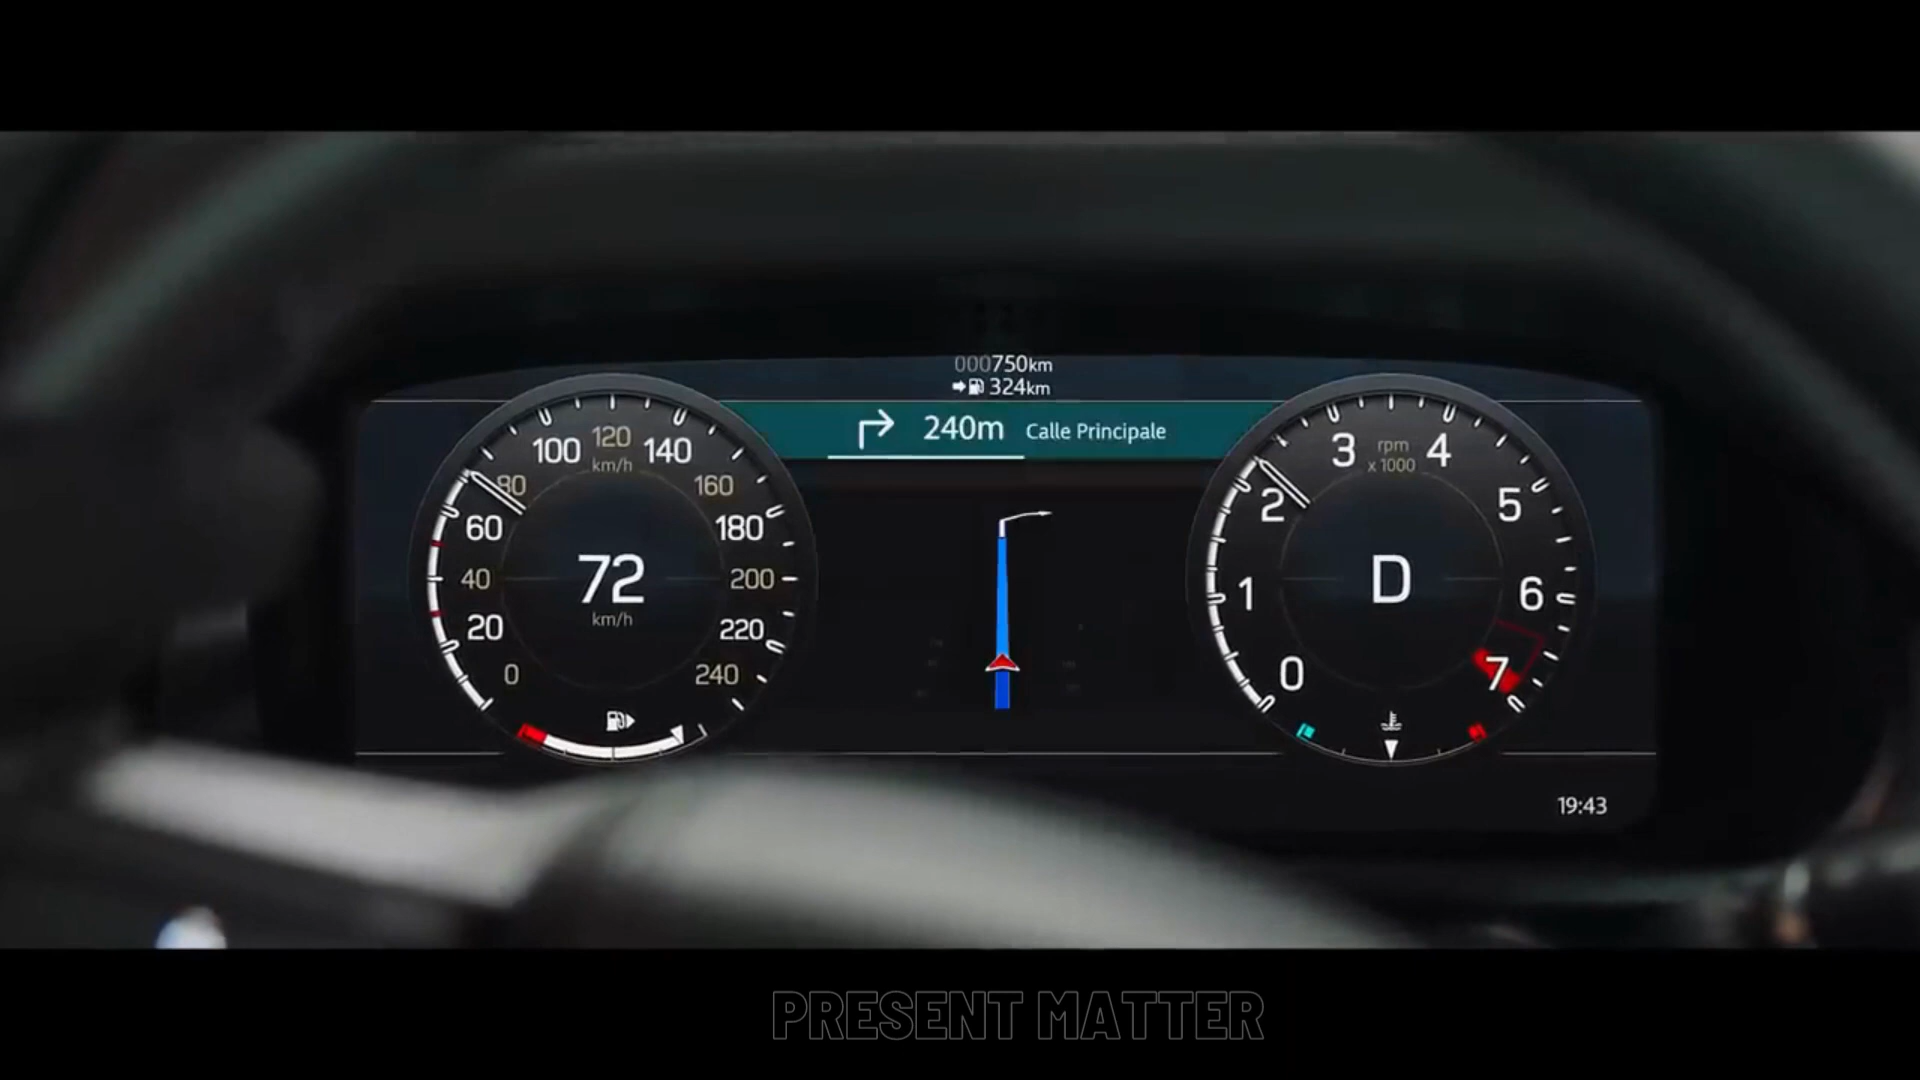 000750km
324km
240m Calle Principale
100 120 140
km/h
80 160
60 180
40 200
20 220
0 240
72
km/h
3 rpm 4
x 1000
2 5
1 6
0 7
D
19:43
PRESENT MATTER